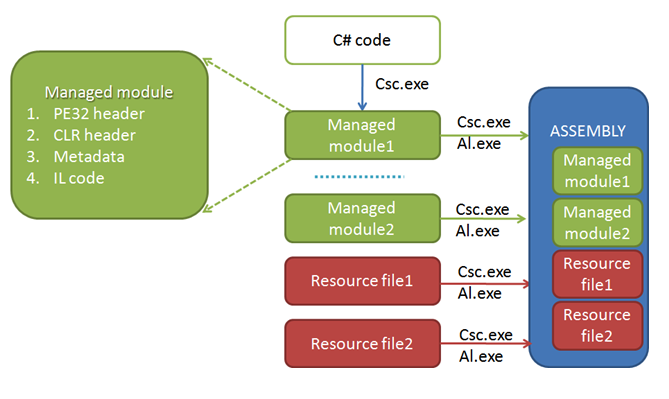 C# code
Csc.exe
Managed module
1. PE32 header
2. CLR header
3. Metadata
4. IL code
Managed
module1
Csc.exe
Al.exe
Managed
module2
Csc.exe
Al.exe
Resource file1
Csc.exe
Al.exe
Resource file2
Csc.exe
Al.exe
ASSEMBLY
Managed
module1
Managed
module2
Resource
file1
Resource
file2